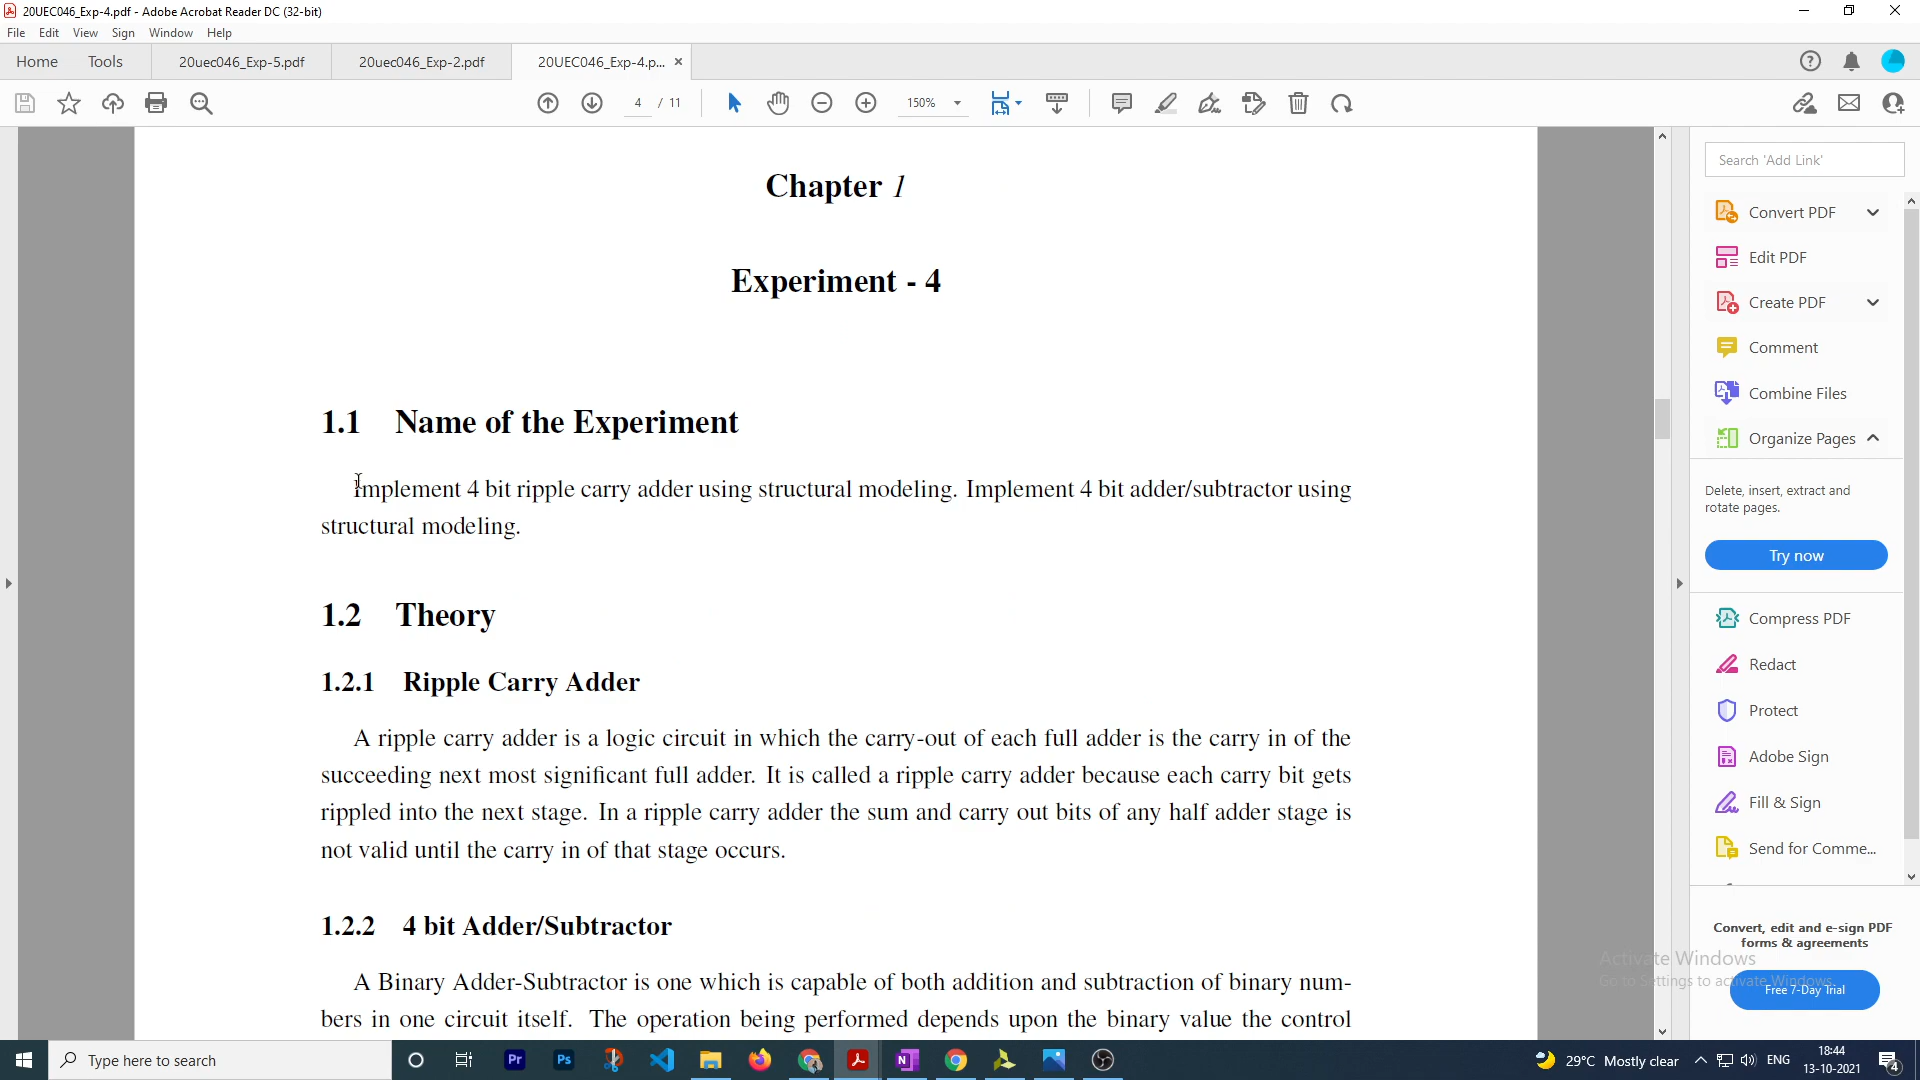 20UEC046_Exp-4.pdf - Adobe Acrobat Reader DC (32-bit)
File Edit View Sign Window Help
Home Tools 20uec046_Exp-5.pdf 20uec046_Exp-2.pdf 20UEC046_Exp-4.p...
4 / 11 150%
Chapter 1
Experiment - 4
1.1 Name of the Experiment
Implement 4 bit ripple carry adder using structural modeling. Implement 4 bit adder/subtractor using
structural modeling.
1.2 Theory
1.2.1 Ripple Carry Adder
A ripple carry adder is a logic circuit in which the carry-out of each full adder is the carry in of the
succeeding next most significant full adder. It is called a ripple carry adder because each carry bit gets
rippled into the next stage. In a ripple carry adder the sum and carry out bits of any half adder stage is
not valid until the carry in of that stage occurs.
1.2.2 4 bit Adder/Subtractor
A Binary Adder-Subtractor is one which is capable of both addition and subtraction of binary num-
bers in one circuit itself. The operation being performed depends upon the binary value the control
Search 'Add Link'
Convert PDF
Edit PDF
Create PDF
Comment
Combine Files
Organize Pages
Delete, insert, extract and
rotate pages.
Try now
Compress PDF
Redact
Protect
Adobe Sign
Fill & Sign
Send for Comme...
Convert, edit and e-sign PDF
forms & agreements
Activate Windows
Go to Settings to activate Windows.
Free 7-Day Trial
Type here to search
Pr
Ps
29°C Mostly clear
ENG
18:44
13-10-2021
4